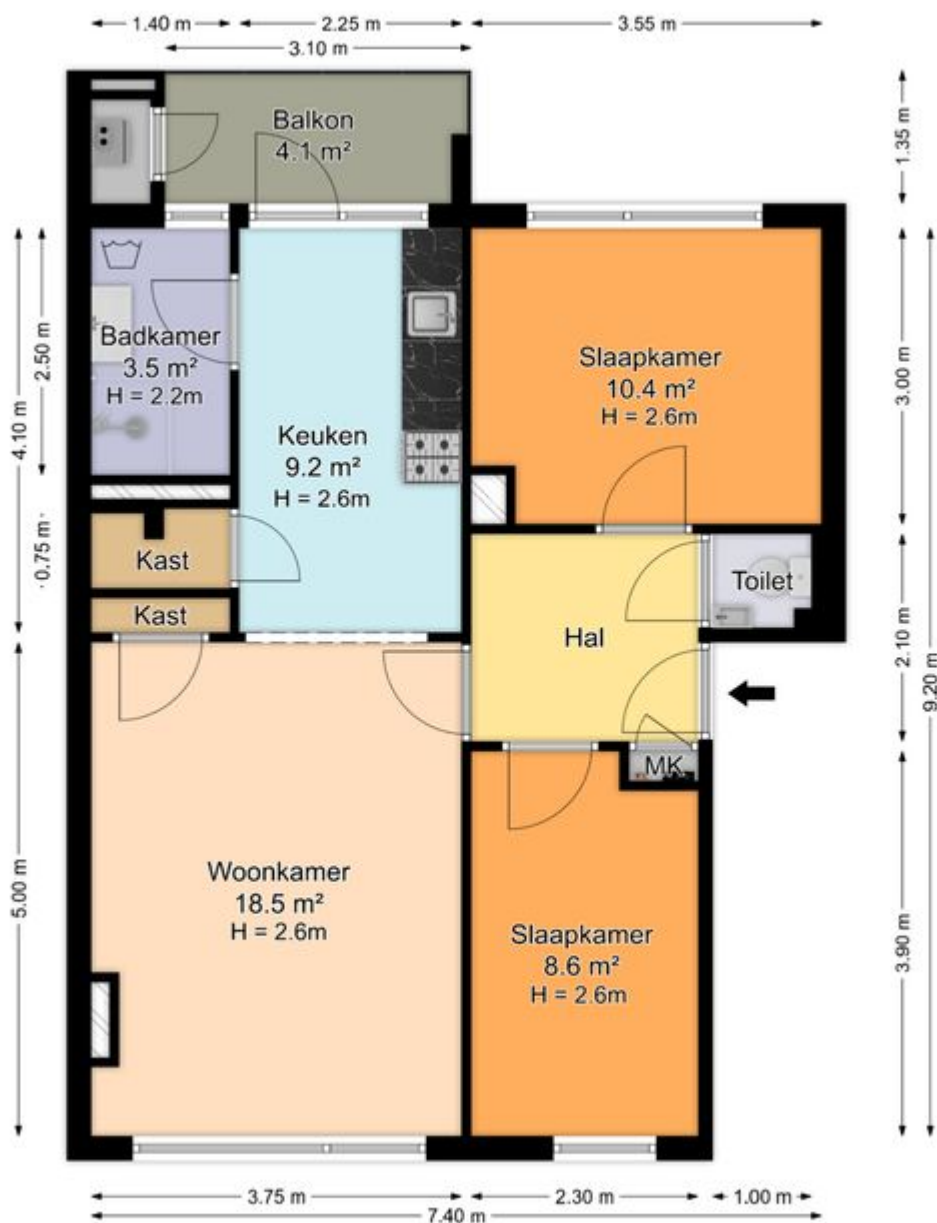 1.40 m
2.25 m
3.55 m
3.10 m
Balkon
4.1 m²
1.35 m
Badkamer
3.5 m²
H = 2.2m
2.50 m
4.10 m
Slaapkamer
10.4 m²
H = 2.6m
3.00 m
Keuken
9.2 m²
H = 2.6m
0.75 m
Kast
Kast
Toilet
Hal
2.10 m
9.20 m
MK
Woonkamer
18.5 m²
H = 2.6m
5.00 m
Slaapkamer
8.6 m²
H = 2.6m
3.90 m
3.75 m
2.30 m
1.00 m
7.40 m